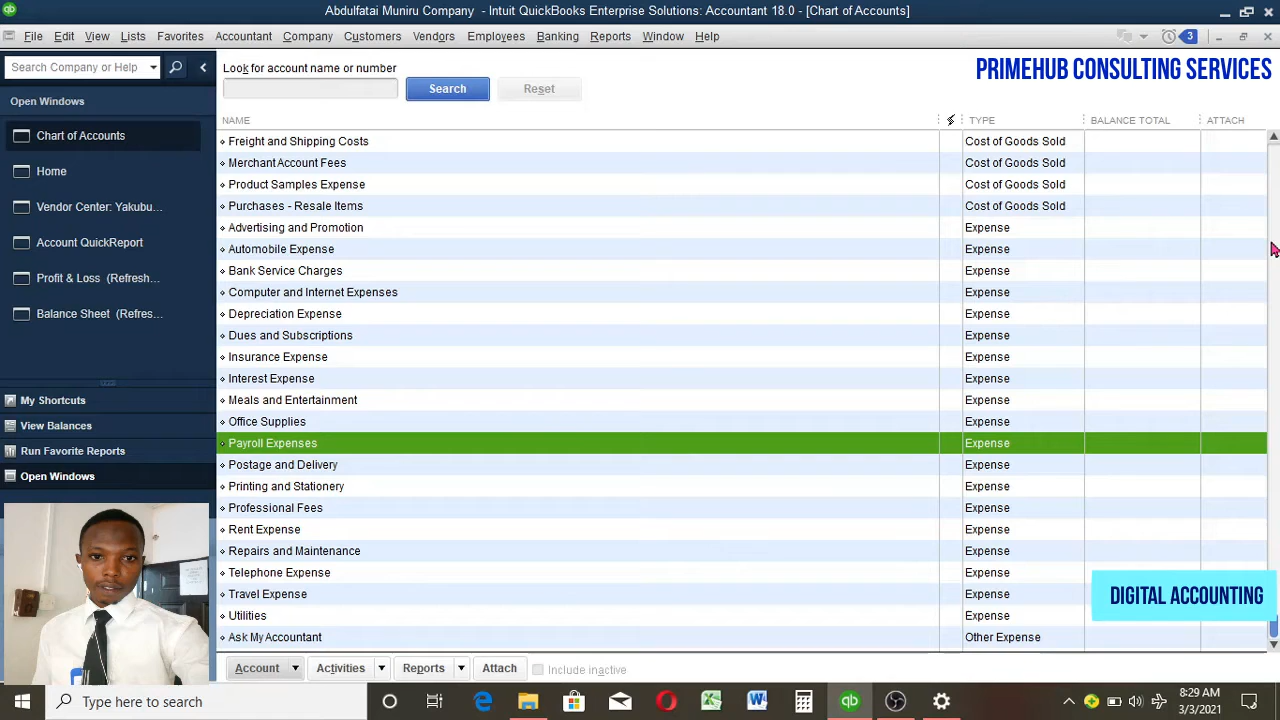 Abdulfatai Muniru Company - Intuit QuickBooks Enterprise Solutions: Accountant 18.0 - [Chart of Accounts]
File Edit View Lists Favorites Accountant Company Customers Vendors Employees Banking Reports Window Help 3
Search Company or Help
Open Windows
Chart of Accounts
Home
Vendor Center: Yakubu...
Account QuickReport
Profit & Loss (Refresh...
Balance Sheet (Refres...
My Shortcuts
View Balances
Run Favorite Reports
Open Windows
Look for account name or number
Search Reset
PRIMEHUB CONSULTING SERVICES
NAME TYPE BALANCE TOTAL ATTACH
Freight and Shipping Costs Cost of Goods Sold
Merchant Account Fees Cost of Goods Sold
Product Samples Expense Cost of Goods Sold
Purchases - Resale Items Cost of Goods Sold
Advertising and Promotion Expense
Automobile Expense Expense
Bank Service Charges Expense
Computer and Internet Expenses Expense
Depreciation Expense Expense
Dues and Subscriptions Expense
Insurance Expense Expense
Interest Expense Expense
Meals and Entertainment Expense
Office Supplies Expense
Payroll Expenses Expense
Postage and Delivery Expense
Printing and Stationery Expense
Professional Fees Expense
Rent Expense Expense
Repairs and Maintenance Expense
Telephone Expense Expense
Travel Expense Expense
Utilities Expense
Ask My Accountant Other Expense
DIGITAL ACCOUNTING
Account Activities Reports Attach Include inactive
Type here to search
8:29 AM
3/3/2021